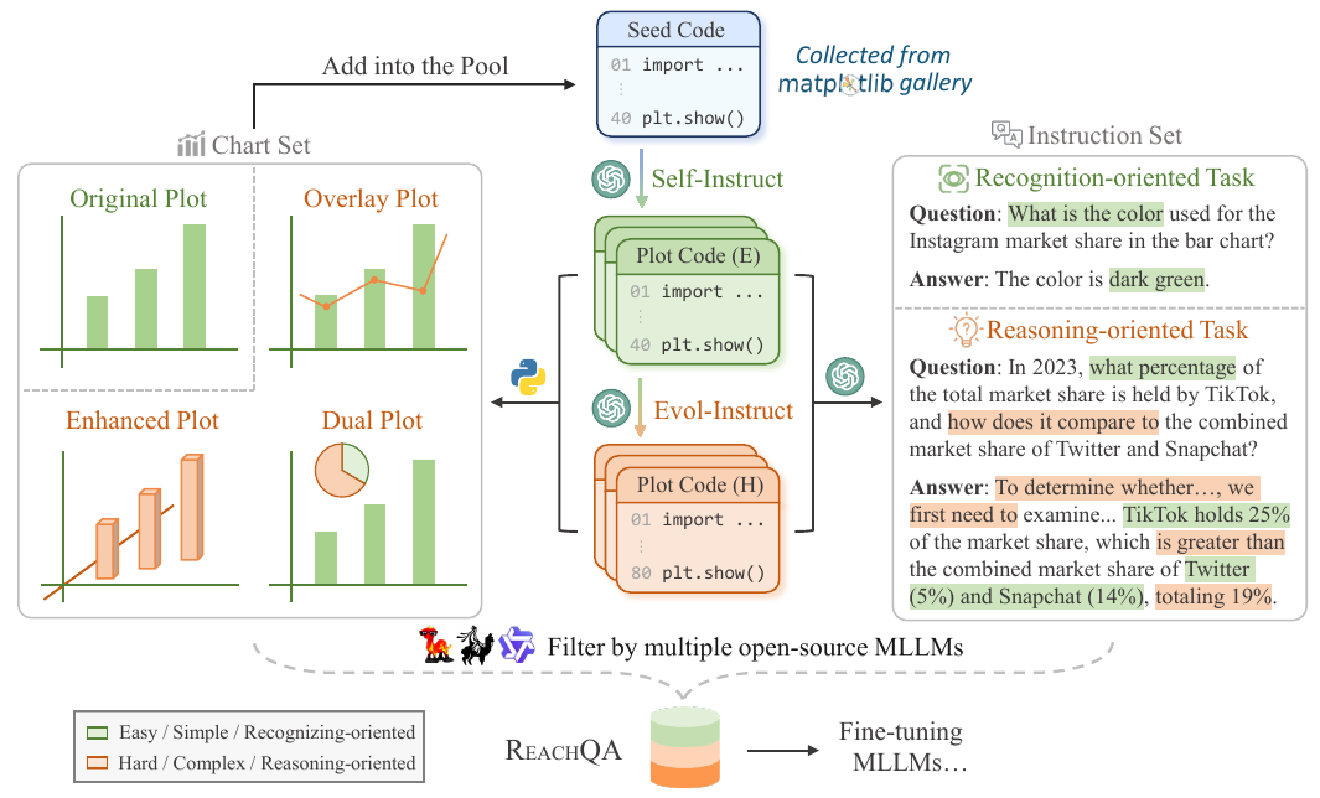 Seed Code
01 import ...
⋮
40 plt.show()
Collected from
matplotlib gallery
Add into the Pool
Chart Set
Original Plot
Overlay Plot
Enhanced Plot
Dual Plot
Self-Instruct
Plot Code (E)
01 import ...
⋮
40 plt.show()
Evol-Instruct
Plot Code (H)
01 import ...
⋮
80 plt.show()
Q
A
Instruction Set
Recognition-oriented Task
Question: What is the color used for the
Instagram market share in the bar chart?
Answer: The color is dark green.
?
Reasoning-oriented Task
Question: In 2023, what percentage of
the total market share is held by TikTok,
and how does it compare to the combined
market share of Twitter and Snapchat?
Answer: To determine whether…, we
first need to examine... TikTok holds 25%
of the market share, which is greater than
the combined market share of Twitter
(5%) and Snapchat (14%), totaling 19%.
Filter by multiple open-source MLLMs
Easy / Simple / Recognizing-oriented
Hard / Complex / Reasoning-oriented
REACHQA
Fine-tuning
MLLMs…